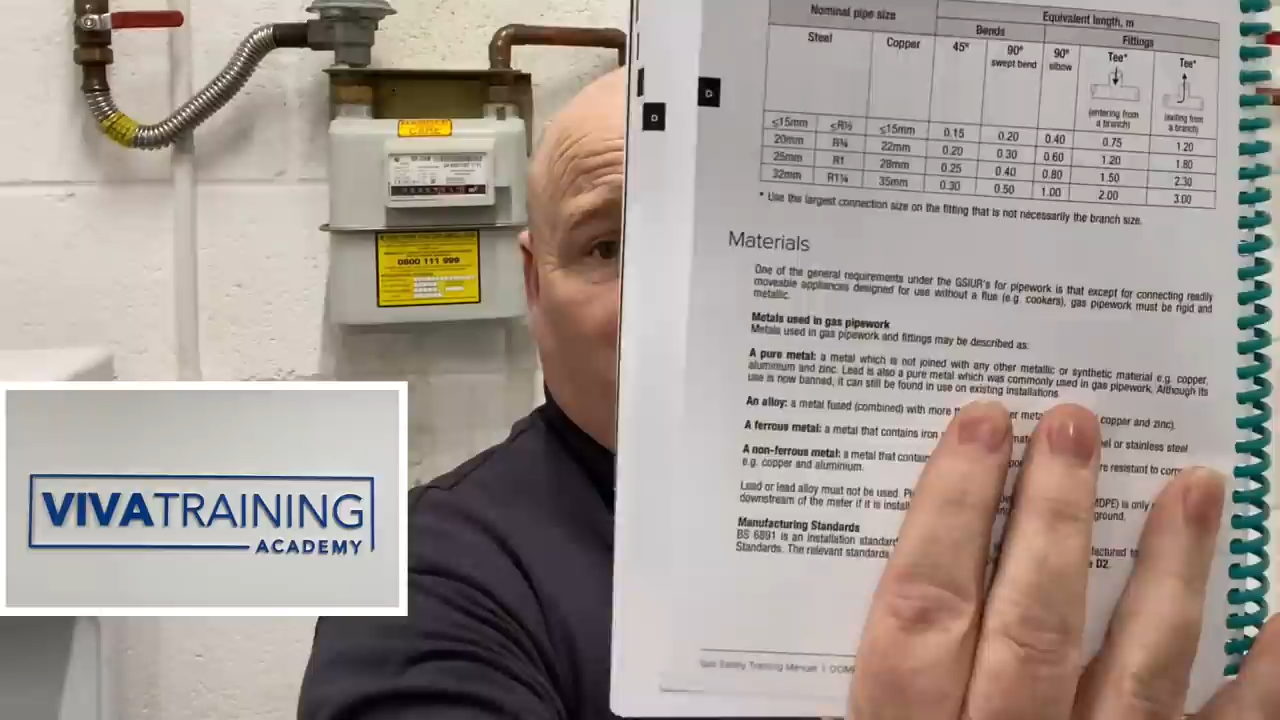 0800 111 999
VIVATRAINING
ACADEMY
D
D
Nominal pipe size
Equivalent length, m
Bends
Fittings
Steel
Copper
45°
90°
swept bend
90°
elbow
Tee*
(entering from
a branch)
Tee*
(exiting from
a branch)
≤15mm ≤R½ ≤15mm 0.15 0.20 0.40 0.75 1.20
20mm R¾ 22mm 0.20 0.30 0.60 1.20 1.80
25mm R1 28mm 0.25 0.40 0.80 1.50 2.30
32mm R1¼ 35mm 0.30 0.50 1.00 2.00 3.00
* Use the largest connection size on the fitting that is not necessarily the branch size.
Materials
One of the general requirements under the GSIUR's for pipework is that except for connecting readily
moveable appliances designed for use without a flue (e.g. cookers), gas pipework must be rigid and
metallic.
Metals used in gas pipework
Metals used in gas pipework and fittings may be described as:
A pure metal: a metal which is not joined with any other metallic or synthetic material e.g. copper,
aluminium and zinc. Lead is also a pure metal which was commonly used in gas pipework. Although its
use is now banned, it can still be found in use on existing installations.
An alloy: a metal fused (combined) with more copper and zinc).
A ferrous metal: a metal that contains iron or stainless steel
A non-ferrous metal: a metal that resistant to
e.g. copper and aluminium.
Lead or lead alloy must not be used. (MDPE) is only
downstream of the meter if it is ground.
Manufacturing Standards
BS 6891 is an installation
Standards. The relevant standards D2.
Gas Safety Training Manual |